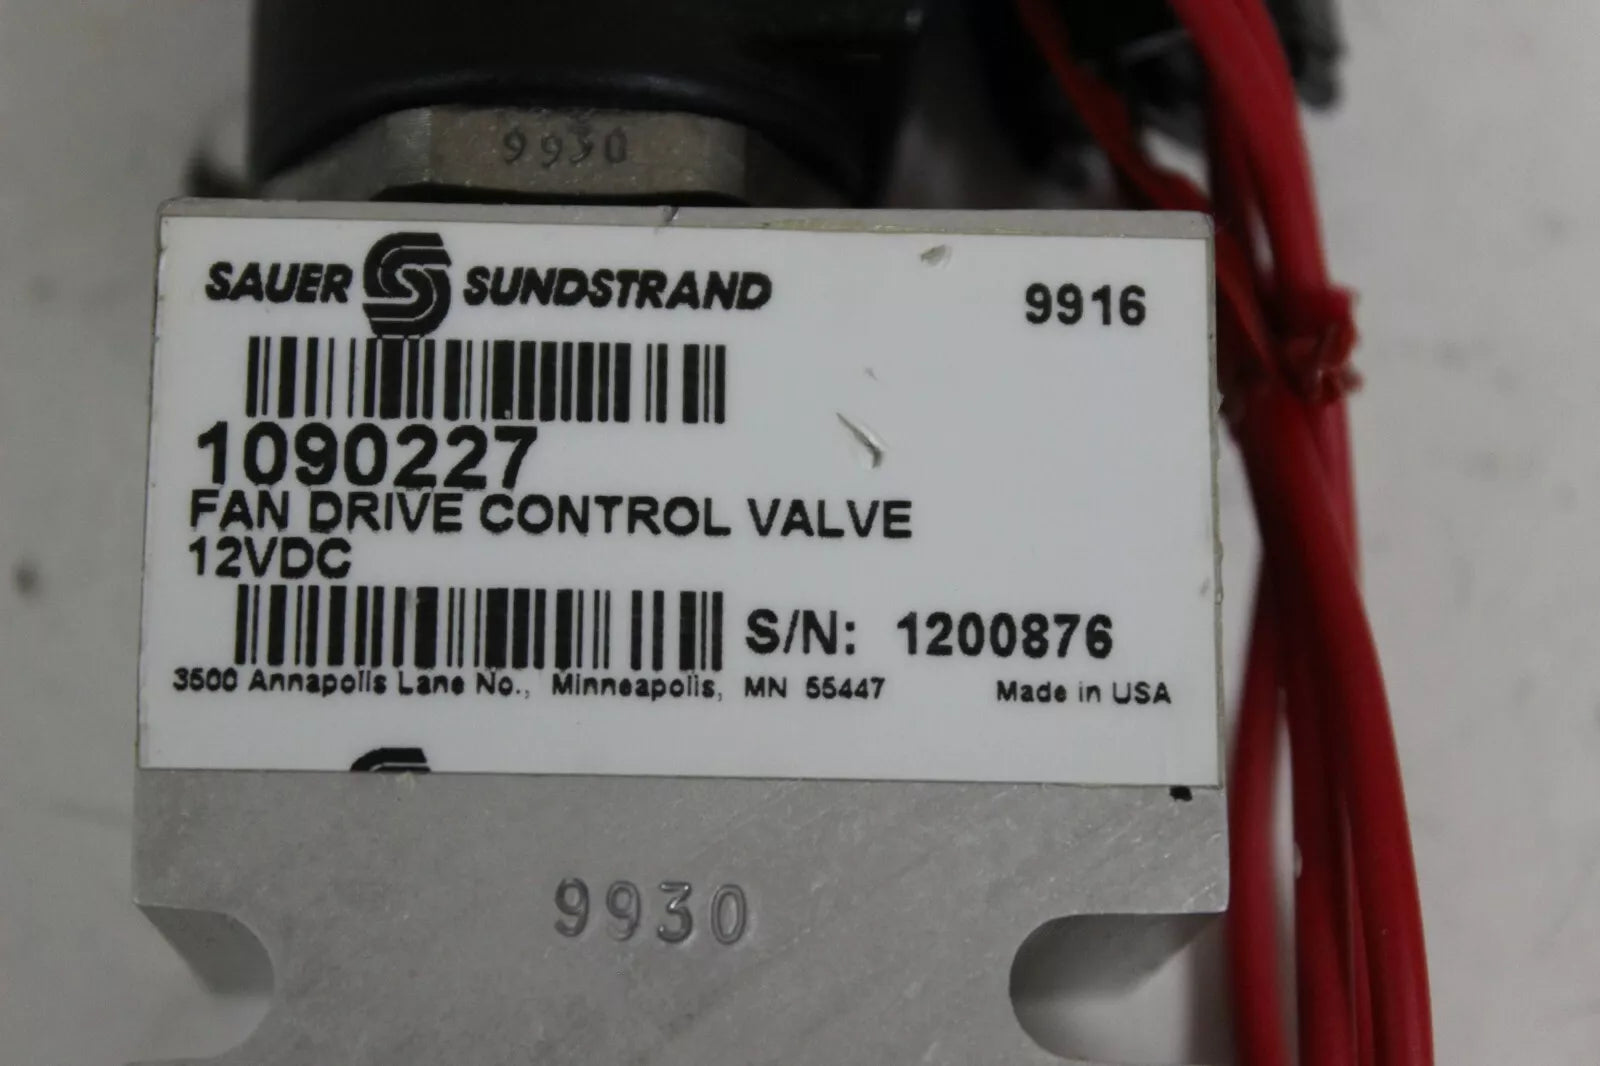 9930
SAUER SUNDSTRAND 9916
1090227
FAN DRIVE CONTROL VALVE
12VDC
S/N: 1200876
3500 Annapolis Lane No., Minneapolis, MN 55447 Made in USA
9930